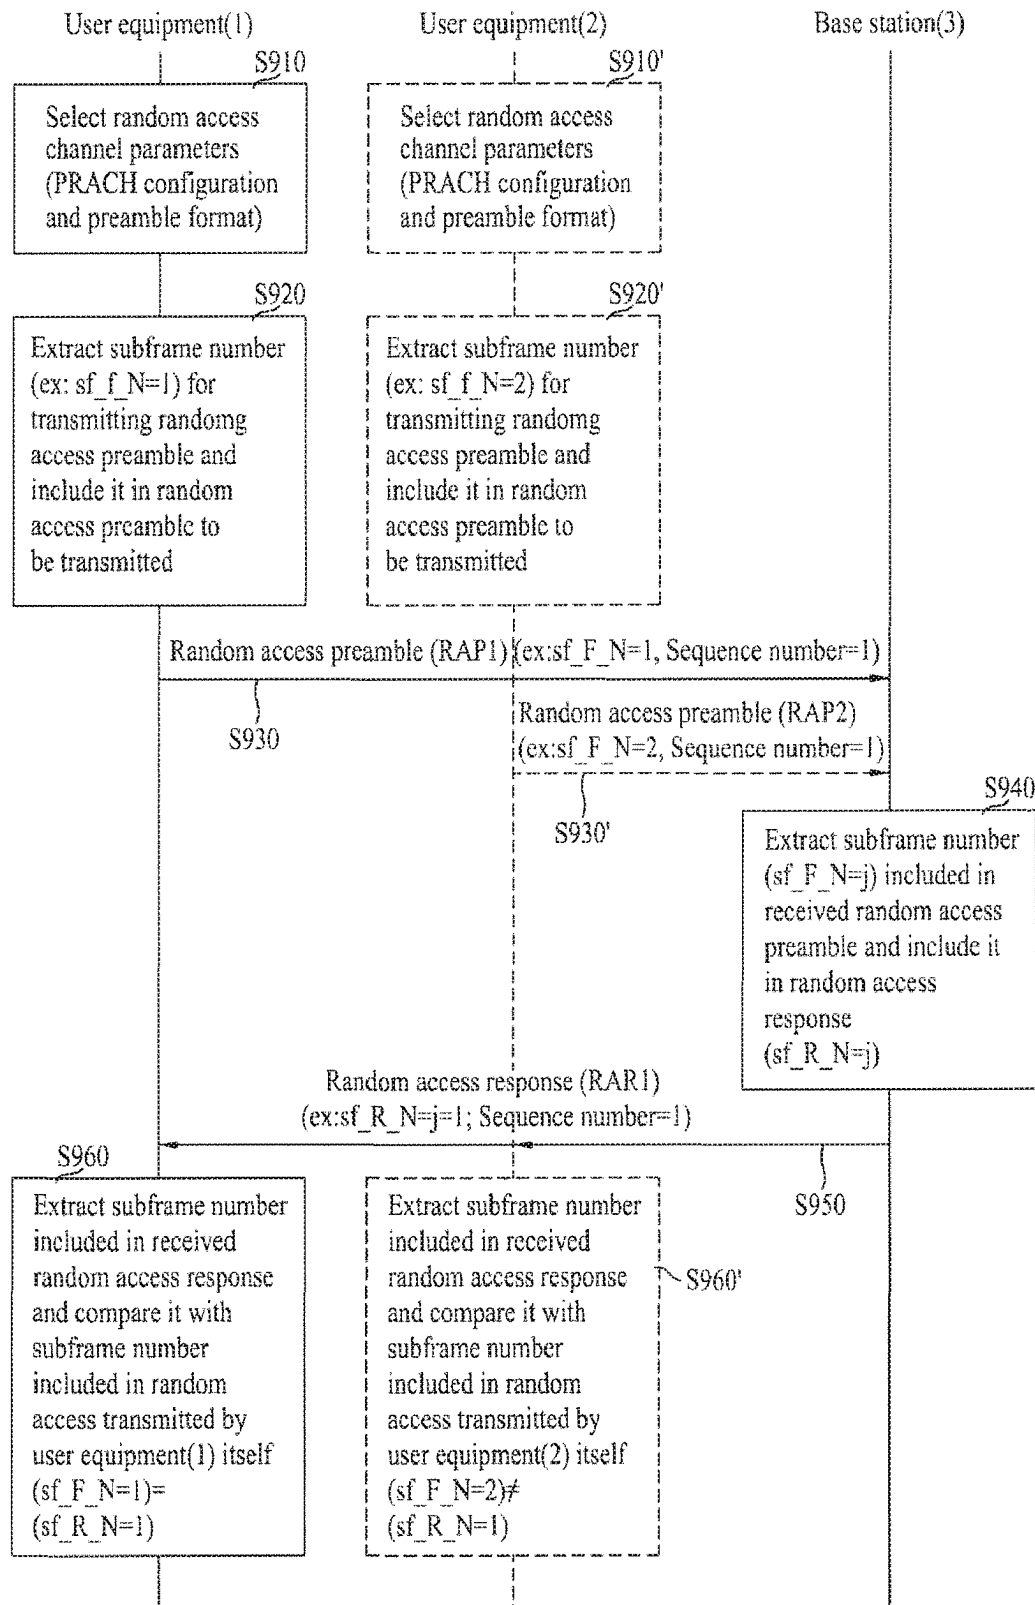 User equipment(1)
User equipment(2)
Base station(3)
S910
Select random access
channel parameters
(PRACH configuration
and preamble format)
S910'
Select random access
channel parameters
(PRACH configuration
and preamble format)
S920
Extract subframe number
(ex: sf_f_N=1) for
transmitting randomg
access preamble and
include it in random
access preamble to
be transmitted
S920'
Extract subframe number
(ex: sf_f_N=2) for
transmitting randomg
access preamble and
include it in random
access preamble to
be transmitted
Random access preamble (RAP1) (ex:sf_F_N=1, Sequence number=1)
S930
Random access preamble (RAP2)
(ex:sf_F_N=2, Sequence number=1)
S930'
S940
Extract subframe number
(sf_F_N=j) included in
received random access
preamble and include it
in random access
response
(sf_R_N=j)
Random access response (RAR1)
(ex:sf_R_N=j=1; Sequence number=1)
S950
S960
Extract subframe number
included in received
random access response
and compare it with
subframe number
included in random
access transmitted by
user equipment(1) itself
(sf_F_N=1)=
(sf_R_N=1)
Extract subframe number
included in received
random access response
and compare it with
subframe number
included in random
access transmitted by
user equipment(2) itself
(sf_F_N=2)≠
(sf_R_N=1)
S960'